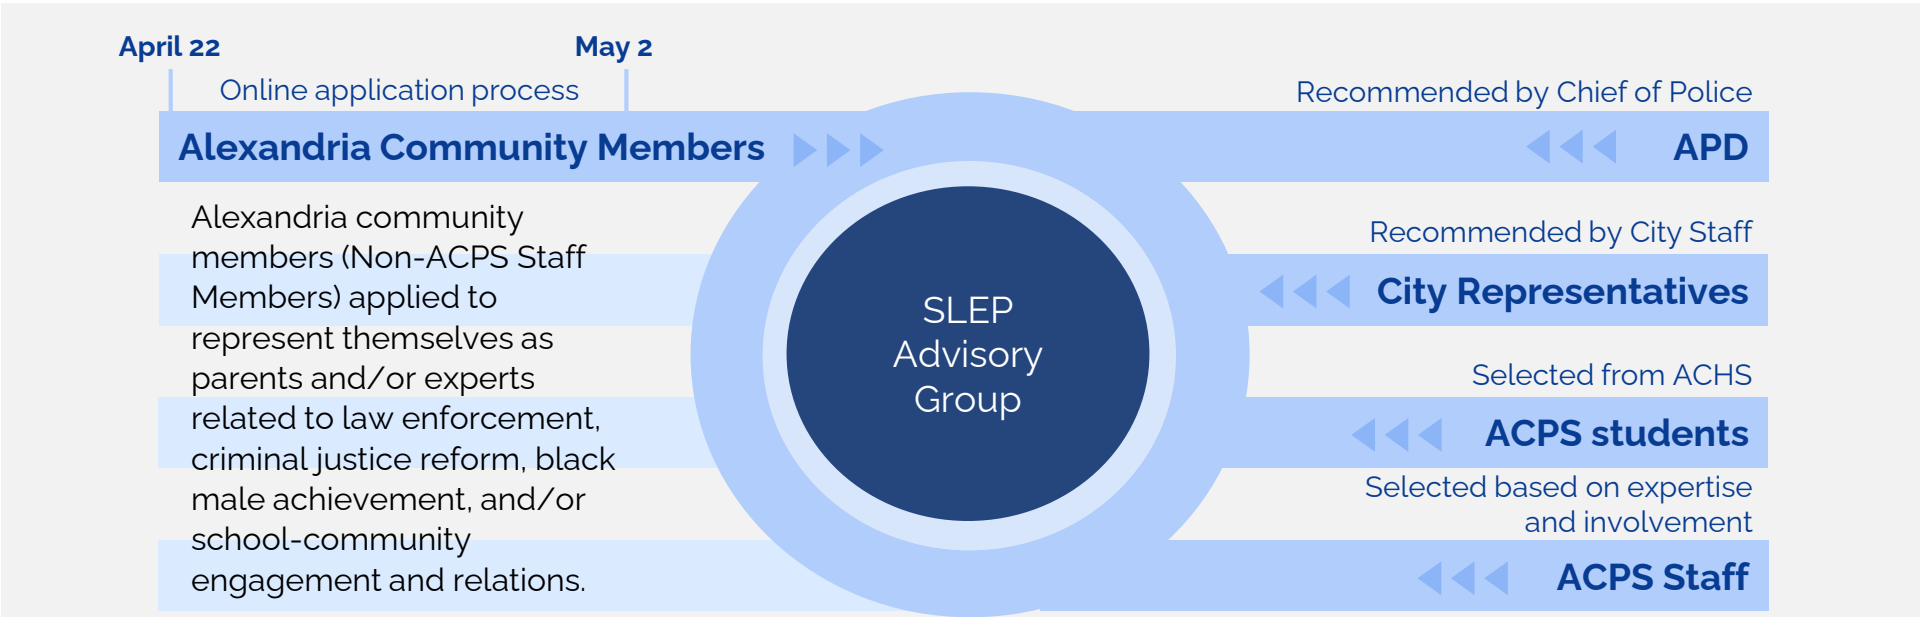 April 22
May 2
Online application process
Alexandria Community Members
Alexandria community
members (Non-ACPS Staff
Members) applied to
represent themselves as
parents and/or experts
related to law enforcement,
criminal justice reform, black
male achievement, and/or
school-community
engagement and relations.
SLEP
Advisory
Group
Recommended by Chief of Police
APD
Recommended by City Staff
City Representatives
Selected from ACHS
ACPS students
Selected based on expertise
and involvement
ACPS Staff